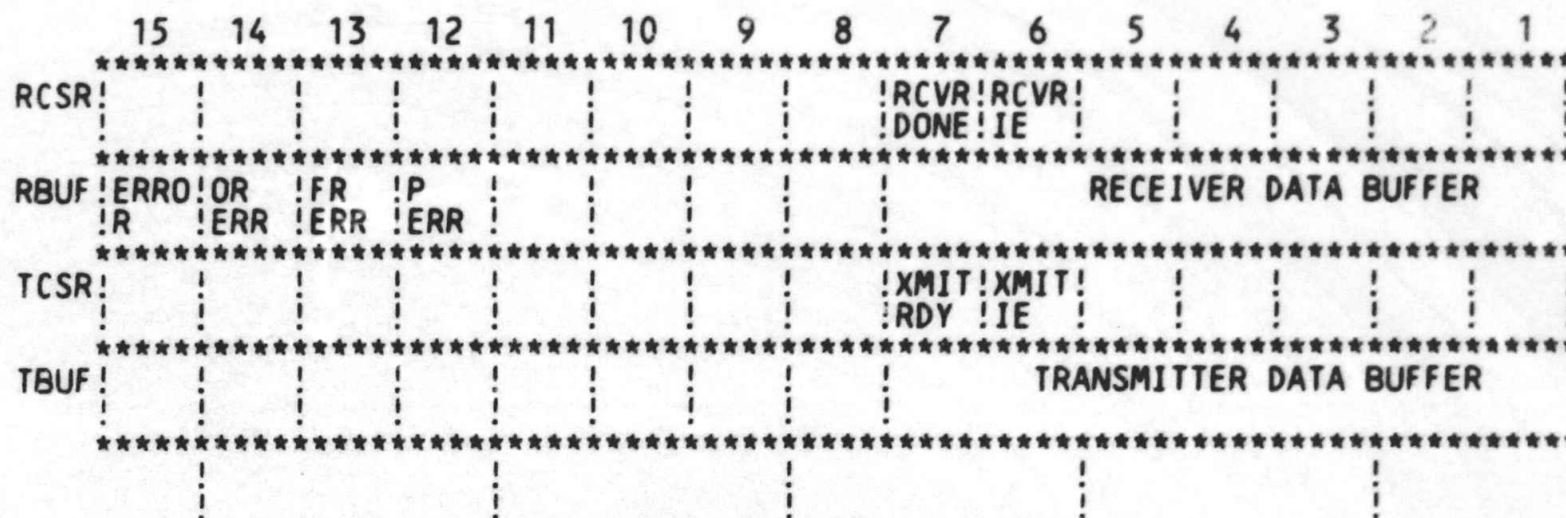 15 14 13 12 11 10 9 8 7 6 5 4 3 2 1
****************************************************************************
RCSR! ! ! ! ! ! ! ! !RCVR!RCVR! ! ! ! ! !
! ! ! ! ! ! ! ! !DONE!IE ! ! ! ! !
****************************************************************************
RBUF !ERRO!OR !FR !P ! ! ! ! ! RECEIVER DATA BUFFER
!R !ERR !ERR !ERR ! ! ! ! !
****************************************************************************
TCSR! ! ! ! ! ! ! ! !XMIT!XMIT! ! ! ! !
! ! ! ! ! ! ! ! !RDY !IE ! ! ! ! !
****************************************************************************
TBUF! ! ! ! ! ! ! ! ! TRANSMITTER DATA BUFFER
! ! ! ! ! ! ! ! !
****************************************************************************
! ! ! ! !